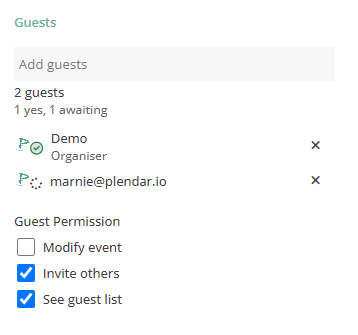 Guests
Add guests
2 guests
1 yes, 1 awaiting
Demo
Organiser
marnie@plendar.io
Guest Permission
Modify event
Invite others
See guest list